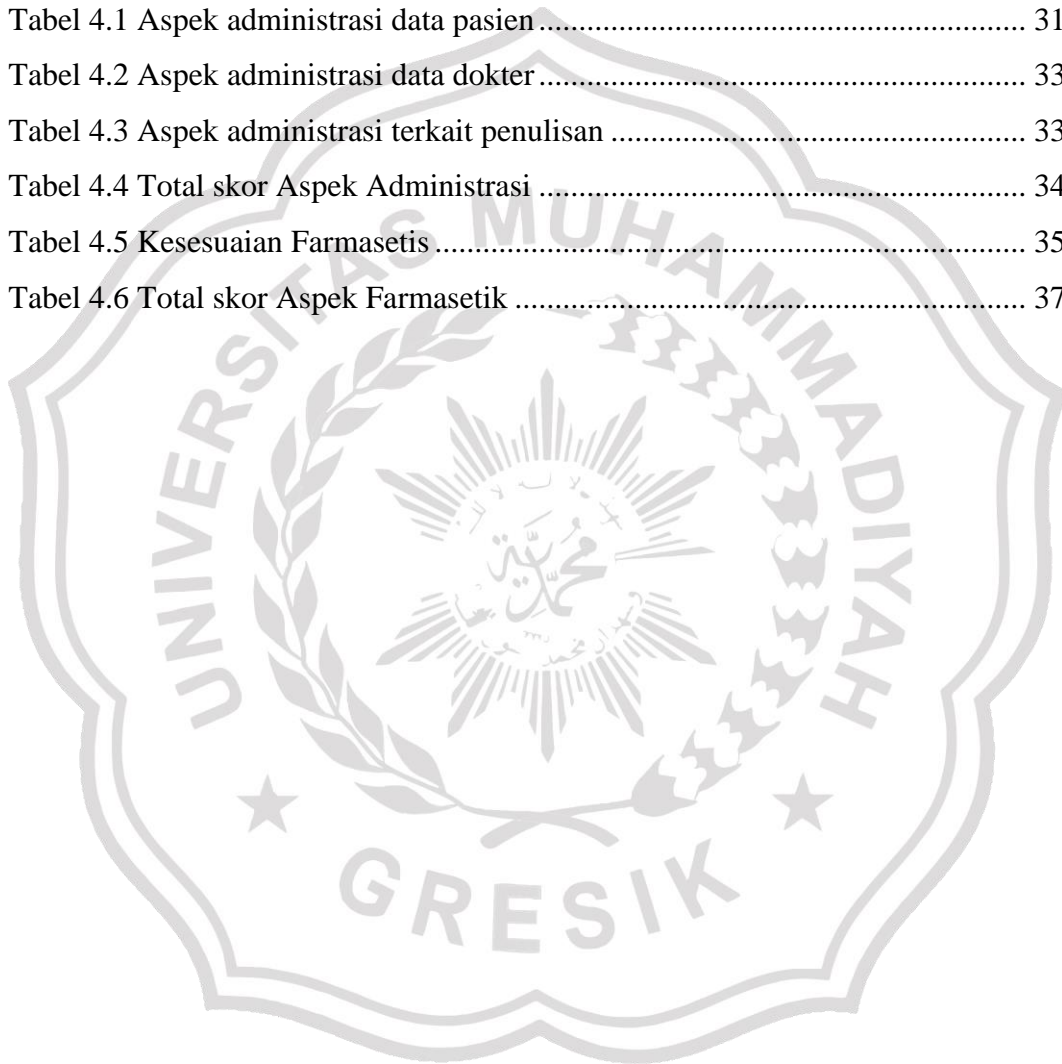 Tabel 4.1 Aspek administrasi data pasien ........................................................................ 31
Tabel 4.2 Aspek administrasi data dokter ........................................................................ 33
Tabel 4.3 Aspek administrasi terkait penulisan ............................................................. 33
Tabel 4.4 Total skor Aspek Administrasi ........................................................................ 34
Tabel 4.5 Kesesuaian Farmasetis ....................................................................................... 35
Tabel 4.6 Total skor Aspek Farmasetik ........................................................................... 37
UNIVERSITAS MUHAMMADIYAH
محمد
GRESIK